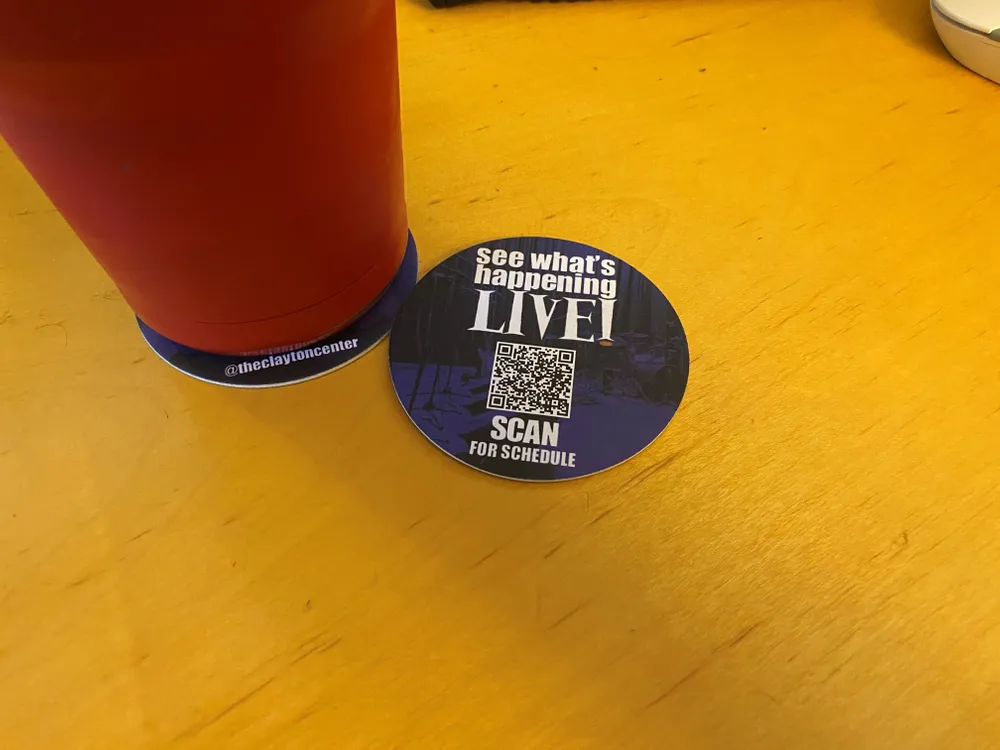 see what's
happening
LIVE!
SCAN
FOR SCHEDULE
@theclaytoncenter